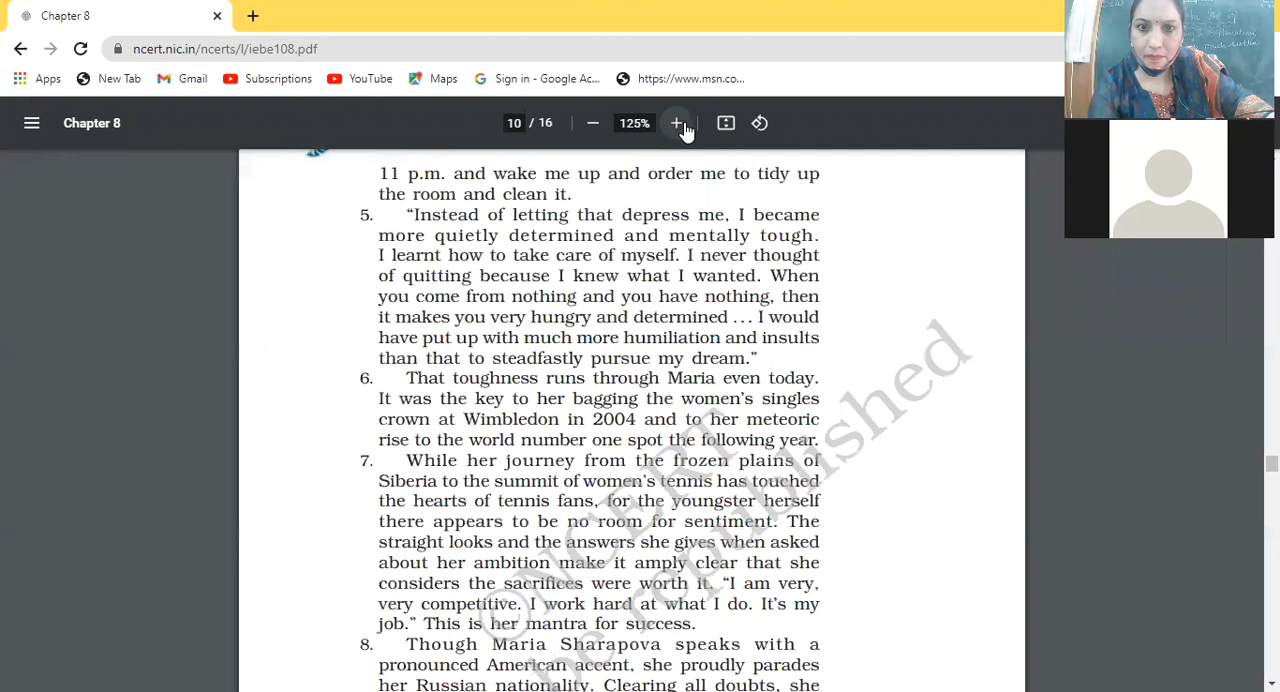 Chapter 8
ncert.nic.in/ncerts/l/iebe108.pdf
Apps New Tab Gmail Subscriptions YouTube Maps Sign in - Google Ac... https://www.msn.co...
Chapter 8
10 / 16
125%
11 p.m. and wake me up and order me to tidy up
the room and clean it.
5. “Instead of letting that depress me, I became
more quietly determined and mentally tough.
I learnt how to take care of myself. I never thought
of quitting because I knew what I wanted. When
you come from nothing and you have nothing, then
it makes you very hungry and determined ... I would
have put up with much more humiliation and insults
than that to steadfastly pursue my dream.”
6. That toughness runs through Maria even today.
It was the key to her bagging the women’s singles
crown at Wimbledon in 2004 and to her meteoric
rise to the world number one spot the following year.
7. While her journey from the frozen plains of
Siberia to the summit of women’s tennis has touched
the hearts of tennis fans, for the youngster herself
there appears to be no room for sentiment. The
straight looks and the answers she gives when asked
about her ambition make it amply clear that she
considers the sacrifices were worth it. “I am very,
very competitive. I work hard at what I do. It’s my
job.” This is her mantra for success.
8. Though Maria Sharapova speaks with a
pronounced American accent, she proudly parades
her Russian nationality. Clearing all doubts, she
©NCERT
be republished